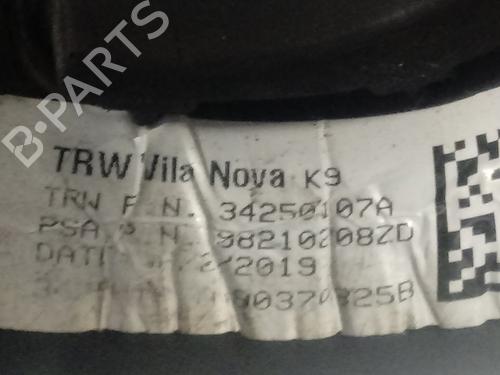 B-PARTS
TRW Vila Nova K9
TRW P.N. 34250107A
PSA P N. 98210208ZD
/2019